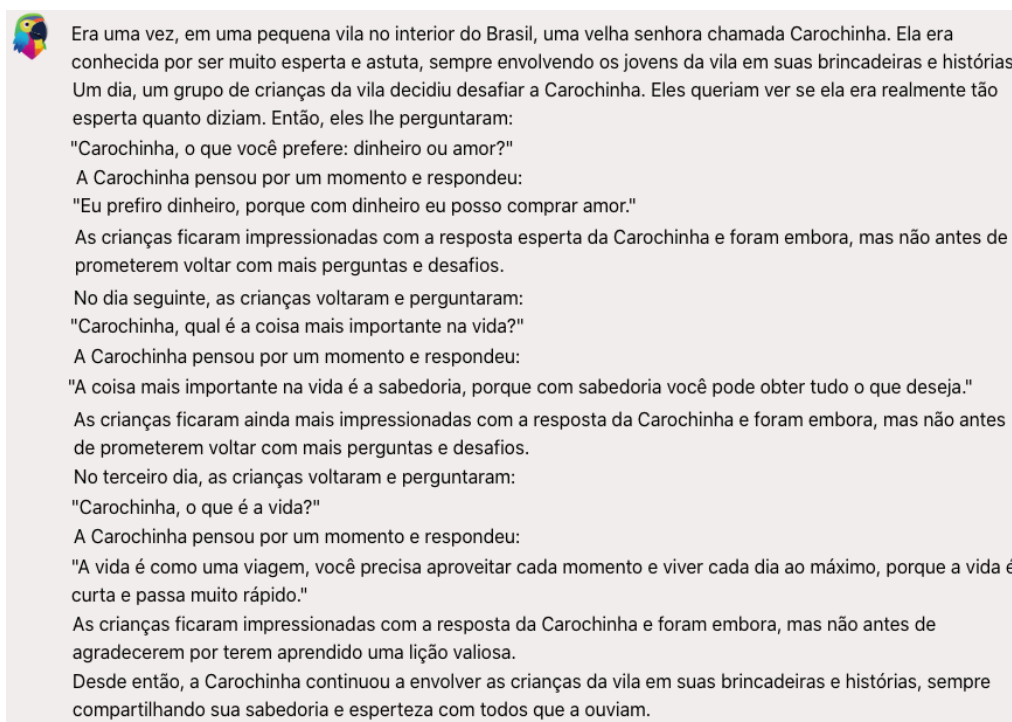 Era uma vez, em uma pequena vila no interior do Brasil, uma velha senhora chamada Carochinha. Ela era
conhecida por ser muito esperta e astuta, sempre envolvendo os jovens da vila em suas brincadeiras e histórias
Um dia, um grupo de crianças da vila decidiu desafiar a Carochinha. Eles queriam ver se ela era realmente tão
esperta quanto diziam. Então, eles lhe perguntaram:
"Carochinha, o que você prefere: dinheiro ou amor?"
A Carochinha pensou por um momento e respondeu:
"Eu prefiro dinheiro, porque com dinheiro eu posso comprar amor."
As crianças ficaram impressionadas com a resposta esperta da Carochinha e foram embora, mas não antes de
prometerem voltar com mais perguntas e desafios.
No dia seguinte, as crianças voltaram e perguntaram:
"Carochinha, qual é a coisa mais importante na vida?"
A Carochinha pensou por um momento e respondeu:
"A coisa mais importante na vida é a sabedoria, porque com sabedoria você pode obter tudo o que deseja."
As crianças ficaram ainda mais impressionadas com a resposta da Carochinha e foram embora, mas não antes
de prometerem voltar com mais perguntas e desafios.
No terceiro dia, as crianças voltaram e perguntaram:
"Carochinha, o que é a vida?"
A Carochinha pensou por um momento e respondeu:
"A vida é como uma viagem, você precisa aproveitar cada momento e viver cada dia ao máximo, porque a vida é
curta e passa muito rápido."
As crianças ficaram impressionadas com a resposta da Carochinha e foram embora, mas não antes de
agradecerem por terem aprendido uma lição valiosa.
Desde então, a Carochinha continuou a envolver as crianças da vila em suas brincadeiras e histórias, sempre
compartilhando sua sabedoria e esperteza com todos que a ouviam.